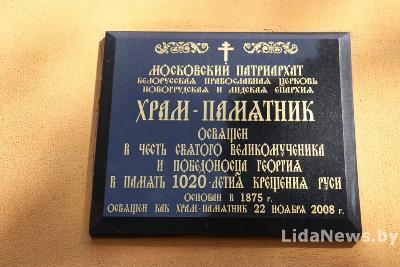 МОСКОВСКИЙ ПАТРИАРХАТ
БЕЛОРУССКАЯ ПРАВОСЛАВНАЯ ЦЕРКОВЬ
НОВОГРУДСКАЯ И ЛИДСКАЯ ЕПАРХИЯ
ХРАМ-ПАМЯТНИК
ОСВЯЩЕН
В ЧЕСТЬ СВЯТОГО ВЕЛИКОМУЧЕНИКА
И ПОБЕДОНОСЦА ГЕОРГИЯ
В ПАМЯТЬ 1020-ЛЕТИЯ КРЕЩЕНИЯ РУСИ
ОСНОВАН В 1875 г.
ОСВЯЩЕН КАК ХРАМ-ПАМЯТНИК 22 НОЯБРЯ 2008 г.
LidaNews.by